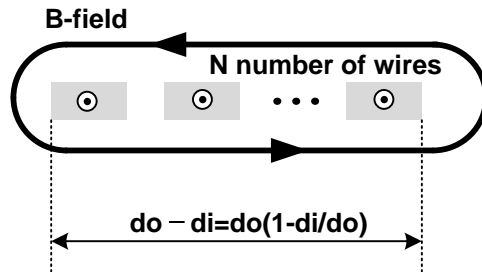 B-field
N number of wires
do – di=do(1-di/do)